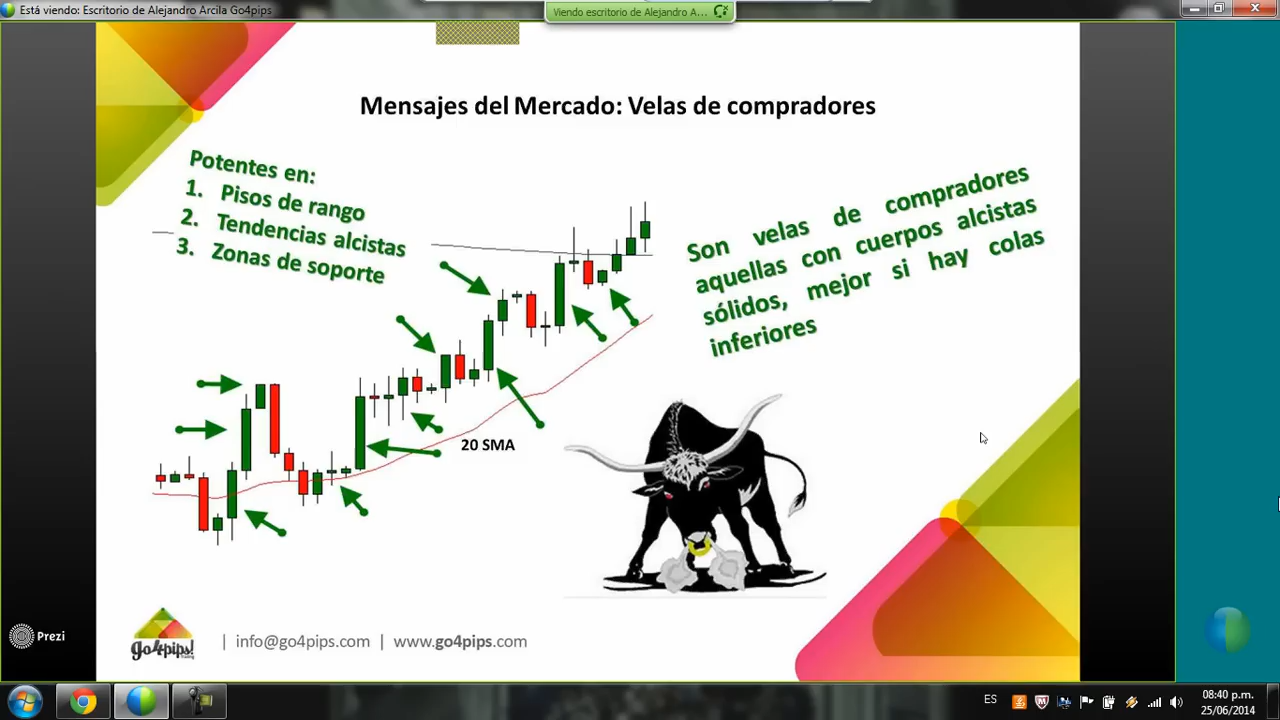 Está viendo: Escritorio de Alejandro Arcila Go4pips
Viendo escritorio de Alejandro A...
Mensajes del Mercado: Velas de compradores
Potentes en:
1. Pisos de rango
2. Tendencias alcistas
3. Zonas de soporte
Son velas de compradores
aquellas con cuerpos alcistas
sólidos, mejor si hay colas
inferiores
20 SMA
Prezi
go4pips!
| info@go4pips.com | www.go4pips.com
ES
08:40 p.m.
25/06/2014